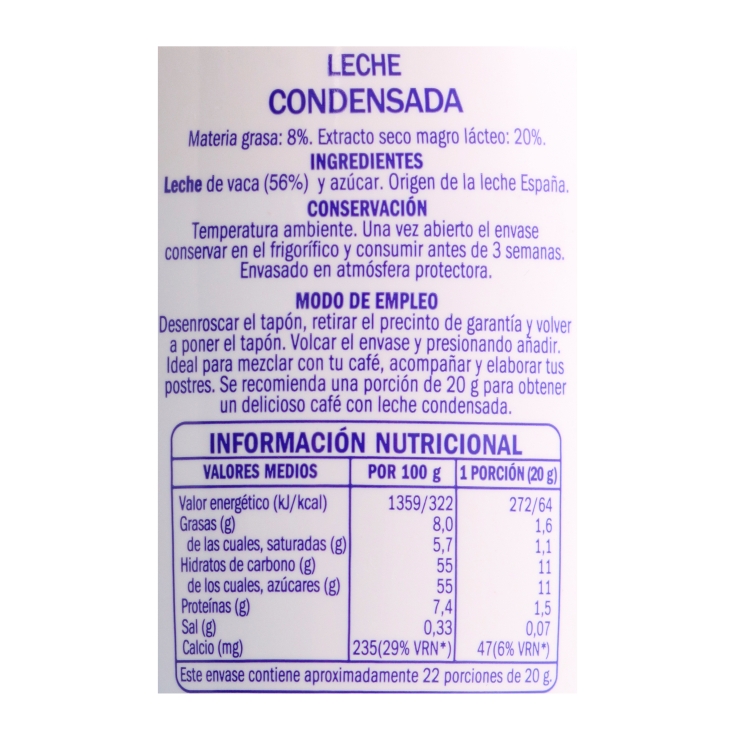 LECHE
CONDENSADA
Materia grasa: 8%. Extracto seco magro lácteo: 20%.
INGREDIENTES
Leche de vaca (56%) y azúcar. Origen de la leche España.
CONSERVACIÓN
Temperatura ambiente. Una vez abierto el envase
conservar en el frigorífico y consumir antes de 3 semanas.
Envasado en atmósfera protectora.
MODO DE EMPLEO
Desenroscar el tapón, retirar el precinto de garantía y volver
a poner el tapón. Volcar el envase y presionando añadir.
Ideal para mezclar con tu café, acompañar y elaborar tus
postres. Se recomienda una porción de 20 g para obtener
un delicioso café con leche condensada.
INFORMACIÓN NUTRICIONAL
VALORES MEDIOS POR 100 g 1 PORCIÓN (20 g)
Valor energético (kJ/kcal) 1359/322 272/64
Grasas (g) 8,0 1,6
de las cuales, saturadas (g) 5,7 1,1
Hidratos de carbono (g) 55 11
de los cuales, azúcares (g) 55 11
Proteínas (g) 7,4 1,5
Sal (g) 0,33 0,07
Calcio (mg) 235(29% VRN*) 47(6% VRN*)
Este envase contiene aproximadamente 22 porciones de 20 g.